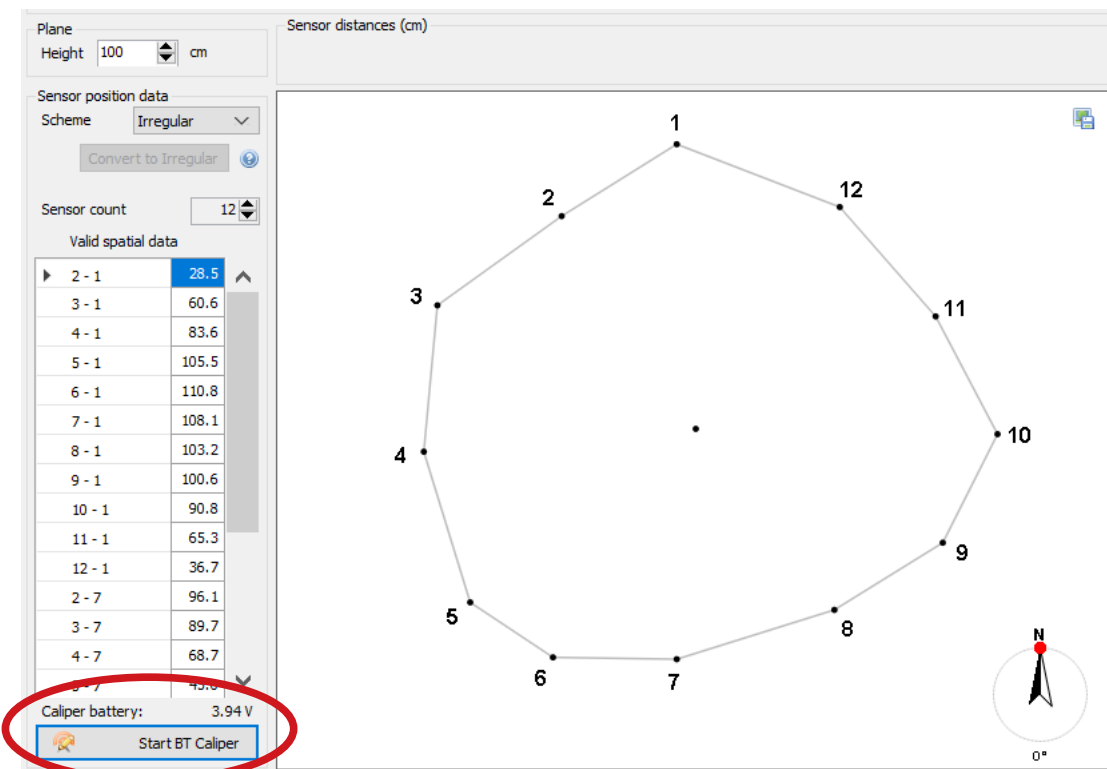 Plane
Height 100 cm
Sensor position data
Scheme Irregular
Convert to Irregular
Sensor count 12
Valid spatial data
2 - 1 28.5
3 - 1 60.6
4 - 1 83.6
5 - 1 105.5
6 - 1 110.8
7 - 1 108.1
8 - 1 103.2
9 - 1 100.6
10 - 1 90.8
11 - 1 65.3
12 - 1 36.7
2 - 7 96.1
3 - 7 89.7
4 - 7 68.7
Caliper battery: 3.94 V
Start BT Caliper
Sensor distances (cm)
1
2
12
3
11
4
10
9
5
8
6
7
N
0°